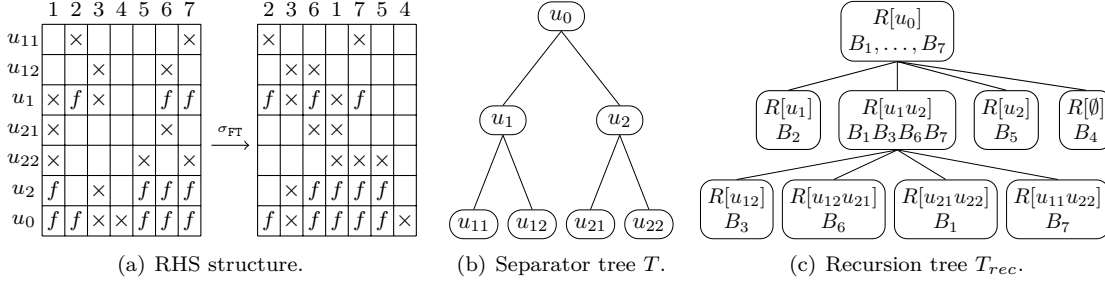 1 2 3 4 5 6 7 2 3 6 1 7 5 4
u₁₁ × × × ×
u₁₂ × × × ×
u₁ × f × f f f × f × f
u₂₁ × × × ×
σ_FT
u₂₂ × × × × × ×
u₂ f × f f f × f f f f
u₀ f f × × f f f f × f f f f ×
(a) RHS structure.
u₀
u₁ u₂
u₁₁ u₁₂ u₂₁ u₂₂
(b) Separator tree T.
R[u₀]
B₁, . . . , B₇
R[u₁] R[u₁u₂] R[u₂] R[∅]
B₂ B₁B₃B₆B₇ B₅ B₄
R[u₁₂] R[u₁₂u₂₁] R[u₂₁u₂₂] R[u₁₁u₂₂]
B₃ B₆ B₁ B₇
(c) Recursion tree T_rec.